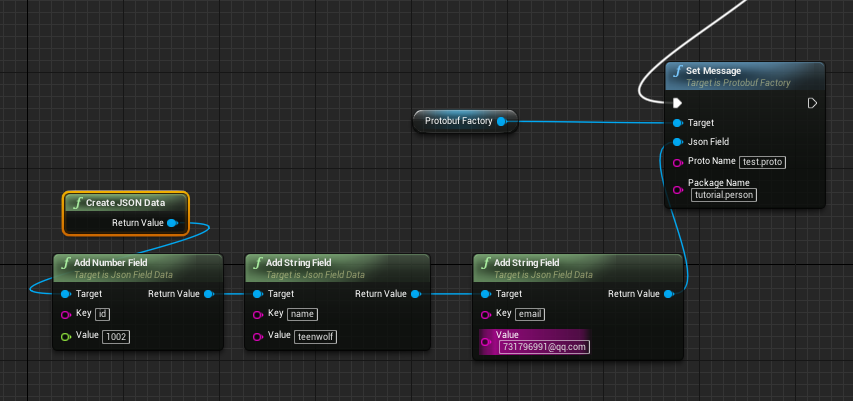 Set Message
Target is Protobuf Factory
Protobuf Factory
Target
Json Field
Proto Name test.proto
Package Name
tutorial.person
Create JSON Data
Return Value
Add Number Field
Target is Json Field Data
Target Return Value
Key id
Value 1002
Add String Field
Target is Json Field Data
Target Return Value
Key name
Value teenwolf
Add String Field
Target is Json Field Data
Target Return Value
Key email
Value
731796991@qq.com